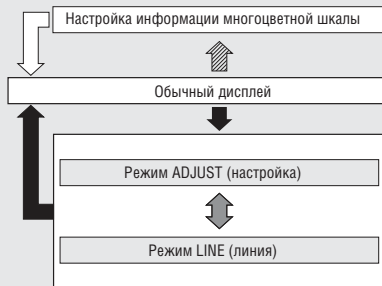 Настройка информации многоцветной шкалы
Обычный дисплей
Режим ADJUST (настройка)
Режим LINE (линия)